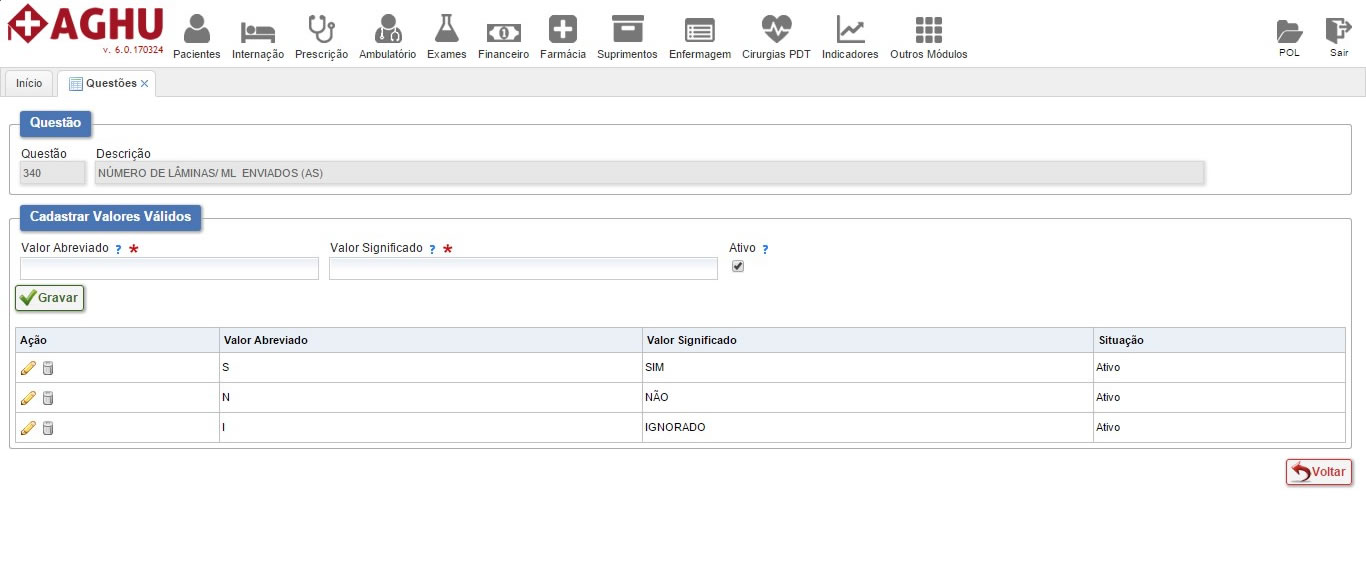 AGHU
v. 6.0.170324
Pacientes Internação Prescrição Ambulatório Exames Financeiro Farmácia Suprimentos Enfermagem Cirurgias PDT Indicadores Outros Módulos POL Sair
Início Questões
Questão
Questão Descrição
340 NÚMERO DE LÂMINAS/ ML ENVIADOS (AS)
Cadastrar Valores Válidos
Valor Abreviado ? * Valor Significado ? * Ativo ?
Gravar
Ação Valor Abreviado Valor Significado Situação
S SIM Ativo
N NÃO Ativo
I IGNORADO Ativo
Voltar